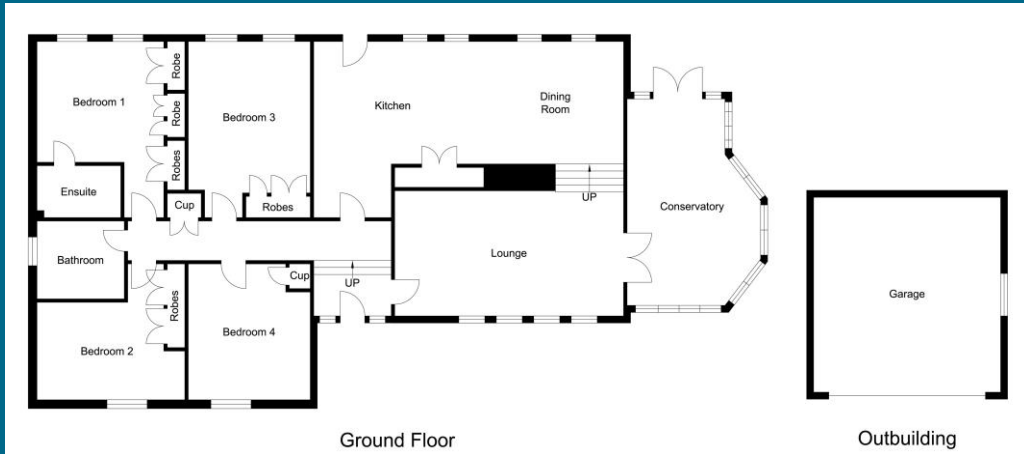 Bedroom 1
Robe
Robe
Robes
Ensuite
Cup
Bedroom 3
Robes
Kitchen
Dining
Room
UP
Conservatory
Bathroom
Robes
Bedroom 2
Bedroom 4
Cup
UP
Lounge
Garage
Ground Floor
Outbuilding